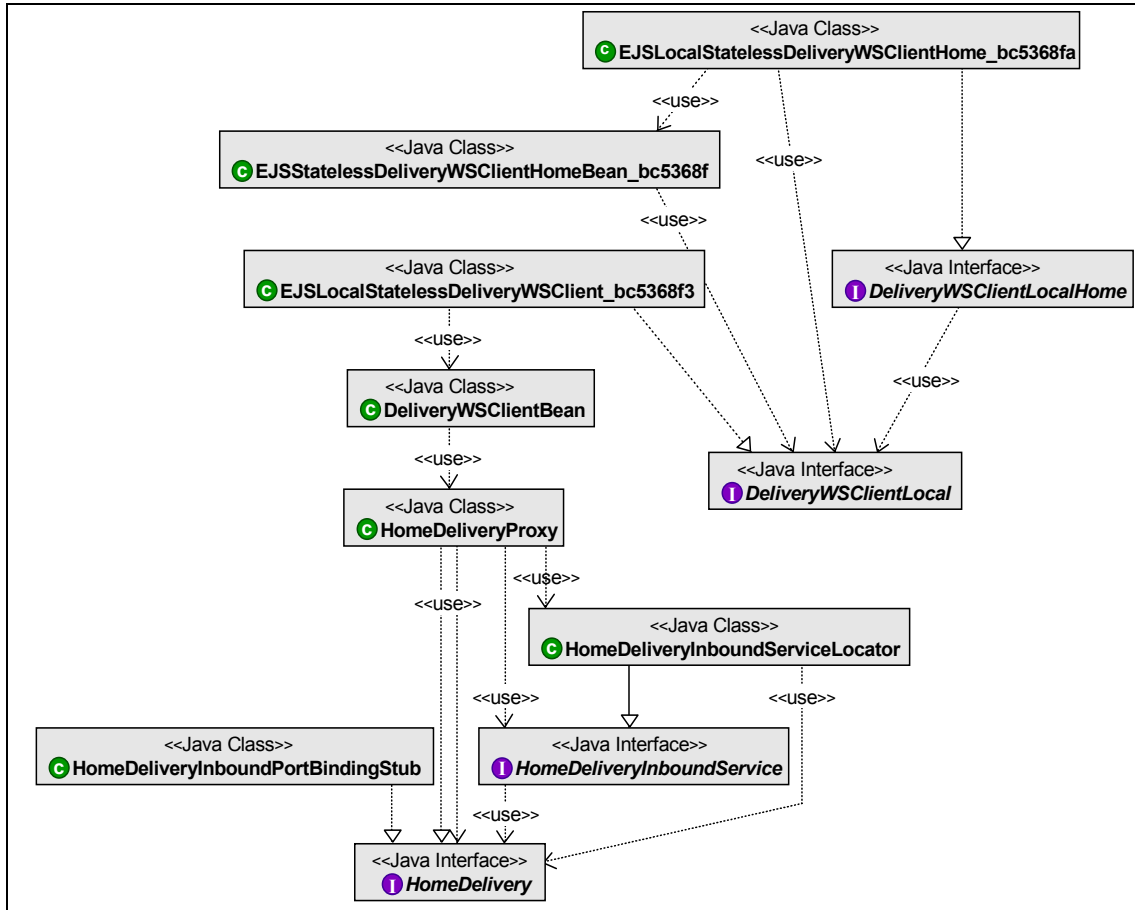 <<Java Class>>
C EJSLocalStatelessDeliveryWSClientHome_bc5368fa
<<use>>
<<Java Class>>
C EJSStatelessDeliveryWSClientHomeBean_bc5368f
<<use>>
<<use>>
<<Java Class>>
C EJSLocalStatelessDeliveryWSClient_bc5368f3
<<Java Interface>>
I DeliveryWSClientLocalHome
<<use>>
<<Java Class>>
C DeliveryWSClientBean
<<use>>
<<use>>
<<Java Interface>>
I DeliveryWSClientLocal
<<Java Class>>
C HomeDeliveryProxy
<<use>>
<<use>>
<<Java Class>>
C HomeDeliveryInboundServiceLocator
<<use>>
<<use>>
<<Java Class>>
C HomeDeliveryInboundPortBindingStub
<<Java Interface>>
I HomeDeliveryInboundService
<<use>>
<<Java Interface>>
I HomeDelivery